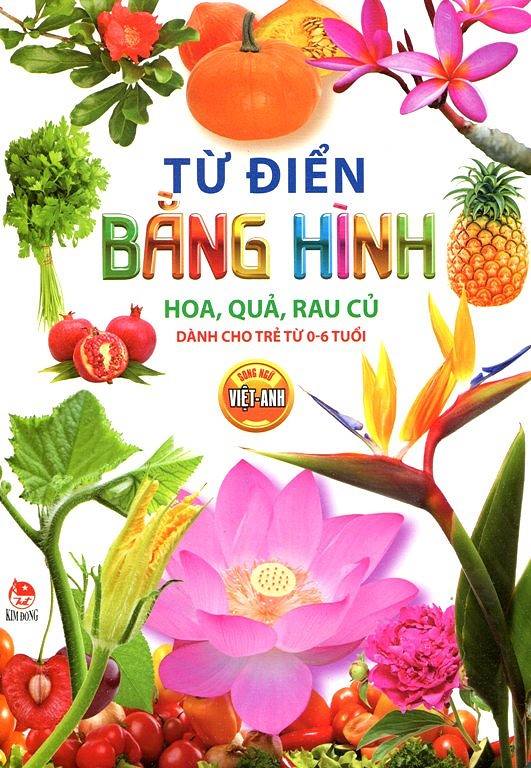 TỪ ĐIỂN
BẰNG HÌNH
HOA, QUẢ, RAU CỦ
DÀNH CHO TRẺ TỪ 0-6 TUỔI
SONG NGỮ
VIỆT-ANH
KIM ĐỒNG